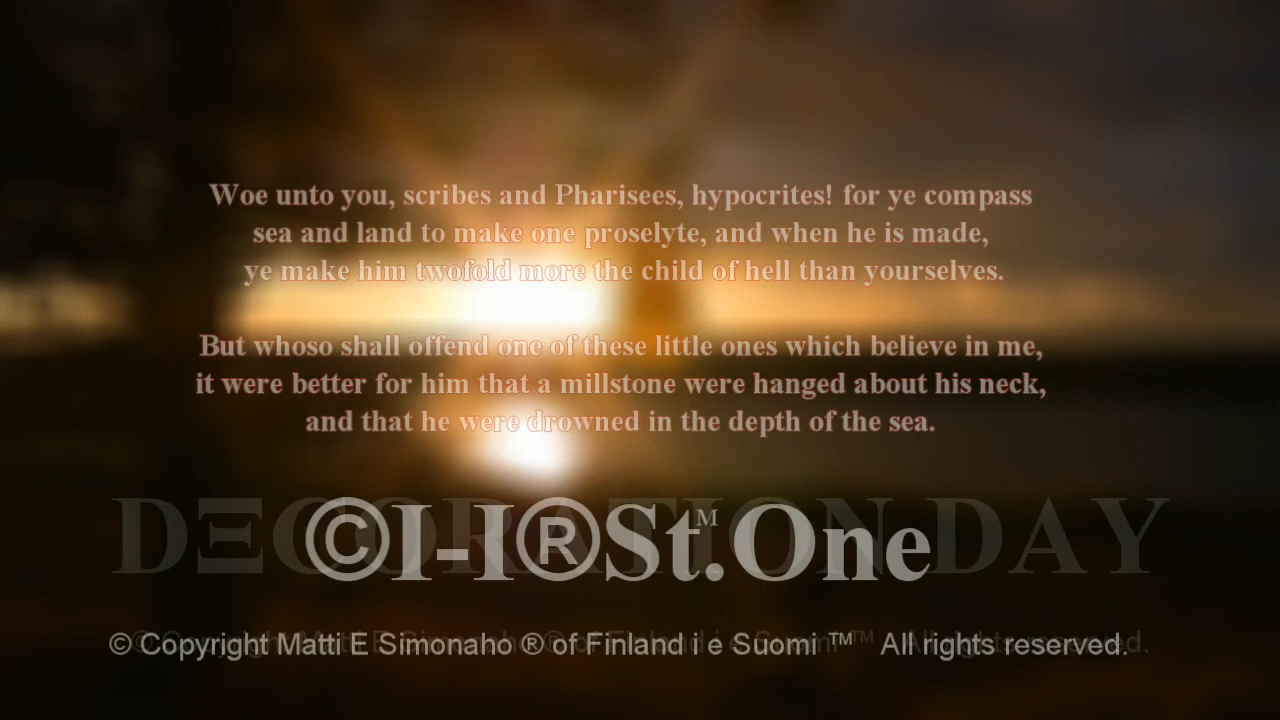 Woe unto you, scribes and Pharisees, hypocrites! for ye compass
sea and land to make one proselyte, and when he is made,
ye make him twofold more the child of hell than yourselves.
But whoso shall offend one of these little ones which believe in me,
it were better for him that a millstone were hanged about his neck,
and that he were drowned in the depth of the sea.
DΞCORATION DAY
©I-I®St.™One
© Copyright Matti E Simonaho ® of Finland i é Suomi ™ All rights reserved.